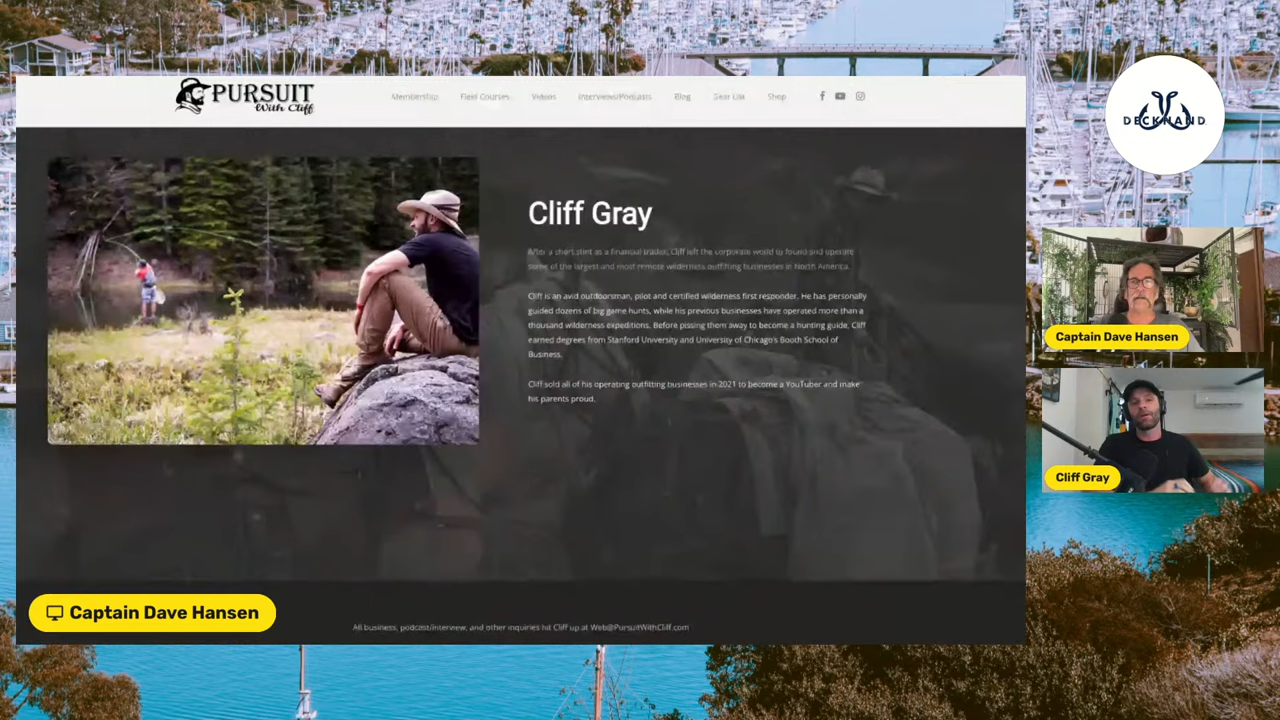 PURSUIT
With Cliff
Membership Field Courses Videos Interviews/Podcasts Blog Gear List Shop
DECKHAND
Cliff Gray
After a short stint as a financial trader, Cliff left the corporate world to found and operate
some of the largest and most remote wilderness outfitting businesses in North America.
Cliff is an avid outdoorsman, pilot and certified wilderness first responder. He has personally
guided dozens of big game hunts, while his previous businesses have operated more than a
thousand wilderness expeditions. Before pissing them away to become a hunting guide, Cliff
earned degrees from Stanford University and University of Chicago's Booth School of
Business.
Cliff sold all of his operating outfitting businesses in 2021 to become a YouTuber and make
his parents proud.
Captain Dave Hansen
Cliff Gray
Captain Dave Hansen
All business, podcast/interview, and other inquiries hit Cliff up at Web@PursuitWithCliff.com